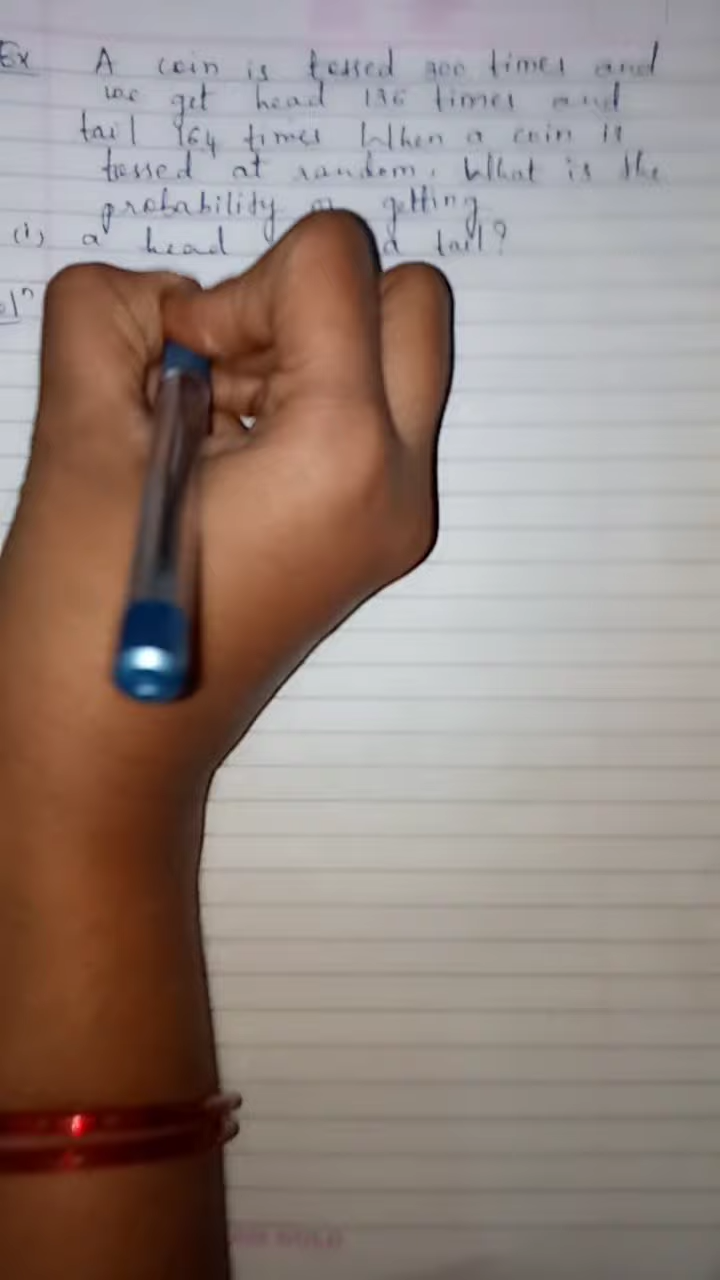 Ex A coin is tossed 300 times and
we get head 136 times and
tail 164 times When a coin is
tossed at random. What is the
probability getting
(i) a head a tail?
olⁿ